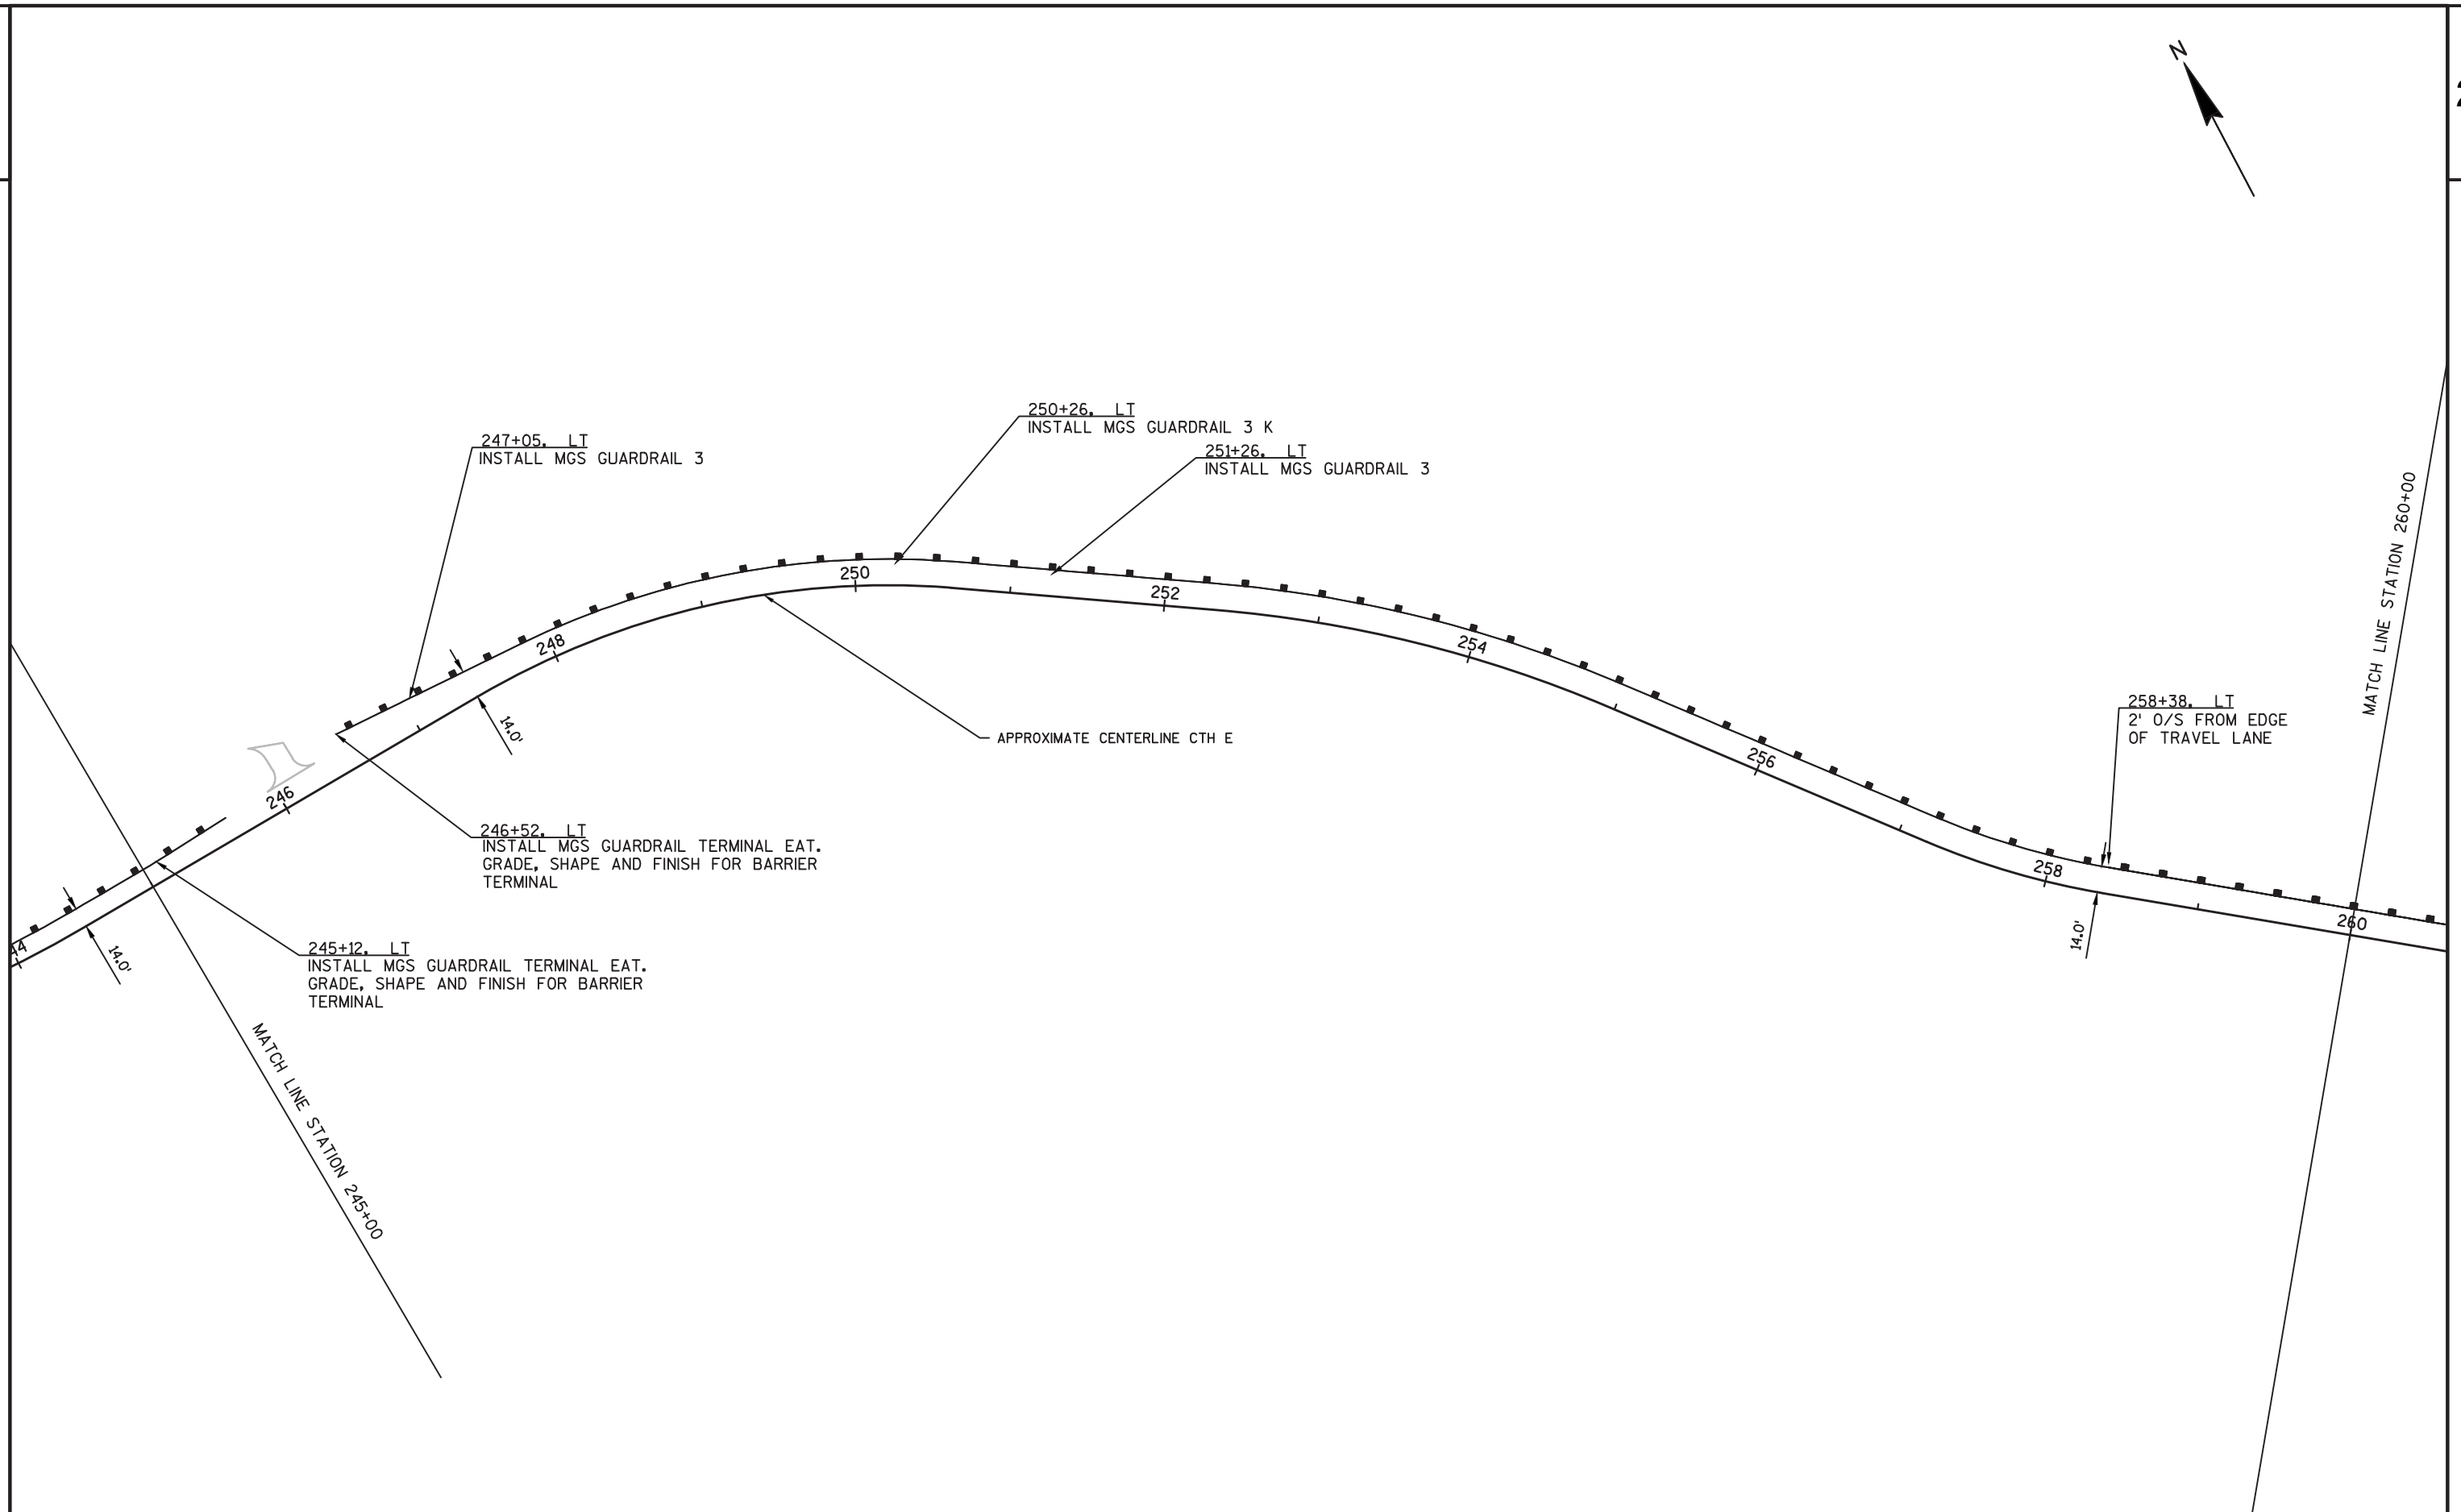 N
250+26. LT
INSTALL MGS GUARDRAIL 3 K
247+05. LT
INSTALL MGS GUARDRAIL 3
251+26. LT
INSTALL MGS GUARDRAIL 3
MATCH LINE STATION 260+00
250
252
248
254
14.0'
APPROXIMATE CENTERLINE CTH E
258+38. LT
2' O/S FROM EDGE
OF TRAVEL LANE
256
246
246+52. LT
INSTALL MGS GUARDRAIL TERMINAL EAT.
GRADE, SHAPE AND FINISH FOR BARRIER
TERMINAL
258
260
14.0'
14.0'
245+12. LT
INSTALL MGS GUARDRAIL TERMINAL EAT.
GRADE, SHAPE AND FINISH FOR BARRIER
TERMINAL
MATCH LINE STATION 245+00